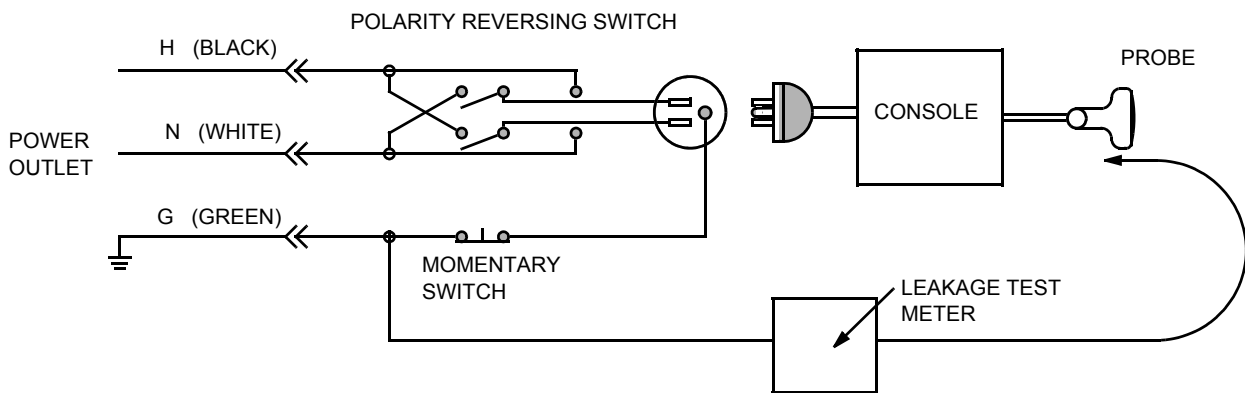 POLARITY REVERSING SWITCH
H (BLACK)
PROBE
CONSOLE
N (WHITE)
POWER
OUTLET
G (GREEN)
MOMENTARY
SWITCH
LEAKAGE TEST
METER